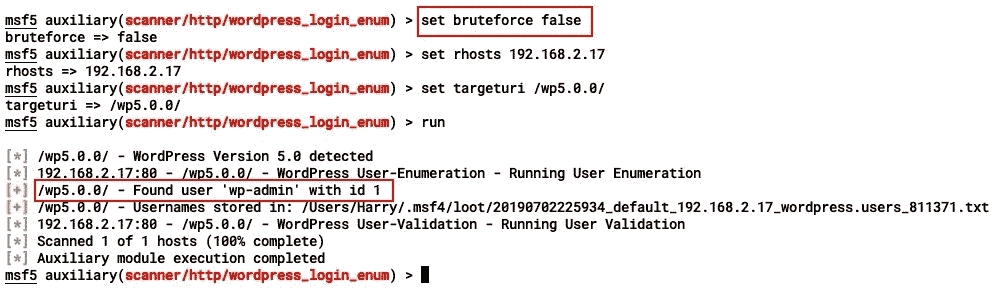 msf5 auxiliary(scanner/http/wordpress_login_enum) > set bruteforce false
bruteforce => false
msf5 auxiliary(scanner/http/wordpress_login_enum) > set rhosts 192.168.2.17
rhosts => 192.168.2.17
msf5 auxiliary(scanner/http/wordpress_login_enum) > set targeturi /wp5.0.0/
targeturi => /wp5.0.0/
msf5 auxiliary(scanner/http/wordpress_login_enum) > run
[*] /wp5.0.0/ - WordPress Version 5.0 detected
[*] 192.168.2.17:80 - /wp5.0.0/ - WordPress User-Enumeration - Running User Enumeration
[+] /wp5.0.0/ - Found user 'wp-admin' with id 1
[+] /wp5.0.0/ - Usernames stored in: /Users/Harry/.msf4/loot/20190702225934_default_192.168.2.17_wordpress.users_811371.txt
[*] 192.168.2.17:80 - /wp5.0.0/ - WordPress User-Validation - Running User Validation
[*] Scanned 1 of 1 hosts (100% complete)
[*] Auxiliary module execution completed
msf5 auxiliary(scanner/http/wordpress_login_enum) >